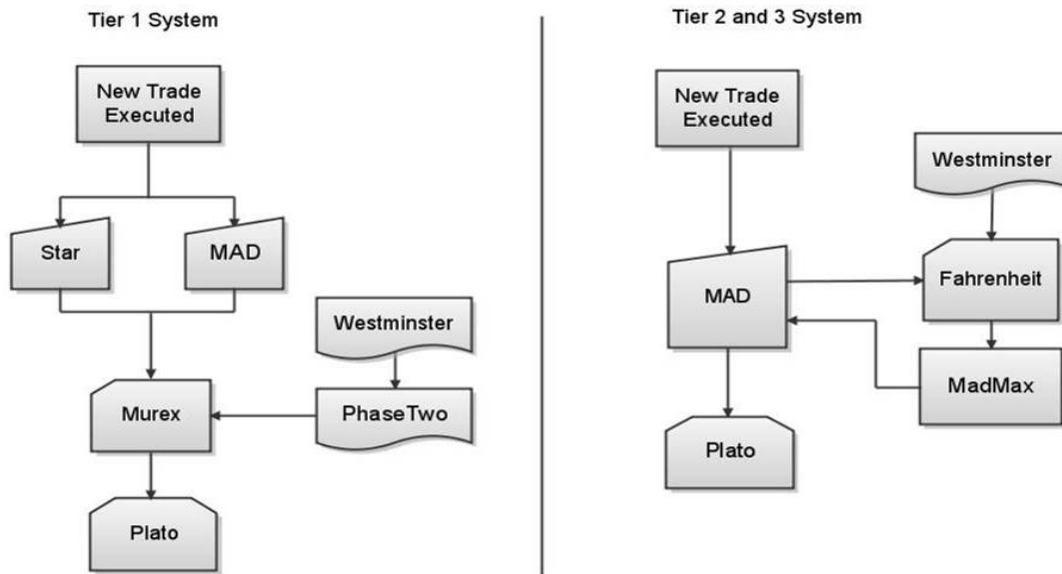 Tier 1 System
New Trade
Executed
Star
MAD
Westminster
Murex
PhaseTwo
Plato
Tier 2 and 3 System
New Trade
Executed
Westminster
MAD
Fahrenheit
MadMax
Plato